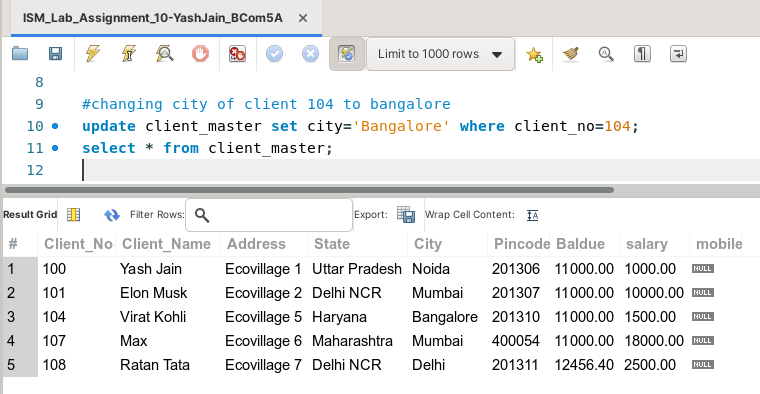 ISM_Lab_Assignment_10-YashJain_BCom5A ×
Limit to 1000 rows
8
9 #changing city of client 104 to bangalore
10 update client_master set city='Bangalore' where client_no=104;
11 select * from client_master;
12
Result Grid Filter Rows: Export: Wrap Cell Content: IA
# Client_No Client_Name Address State City Pincode Baldue salary mobile
1 100 Yash Jain Ecovillage 1 Uttar Pradesh Noida 201306 11000.00 1000.00 NULL
2 101 Elon Musk Ecovillage 2 Delhi NCR Mumbai 201307 11000.00 10000.00 NULL
3 104 Virat Kohli Ecovillage 5 Haryana Bangalore 201310 11000.00 1500.00 NULL
4 107 Max Ecovillage 6 Maharashtra Mumbai 400054 11000.00 18000.00 NULL
5 108 Ratan Tata Ecovillage 7 Delhi NCR Delhi 201311 12456.40 2500.00 NULL